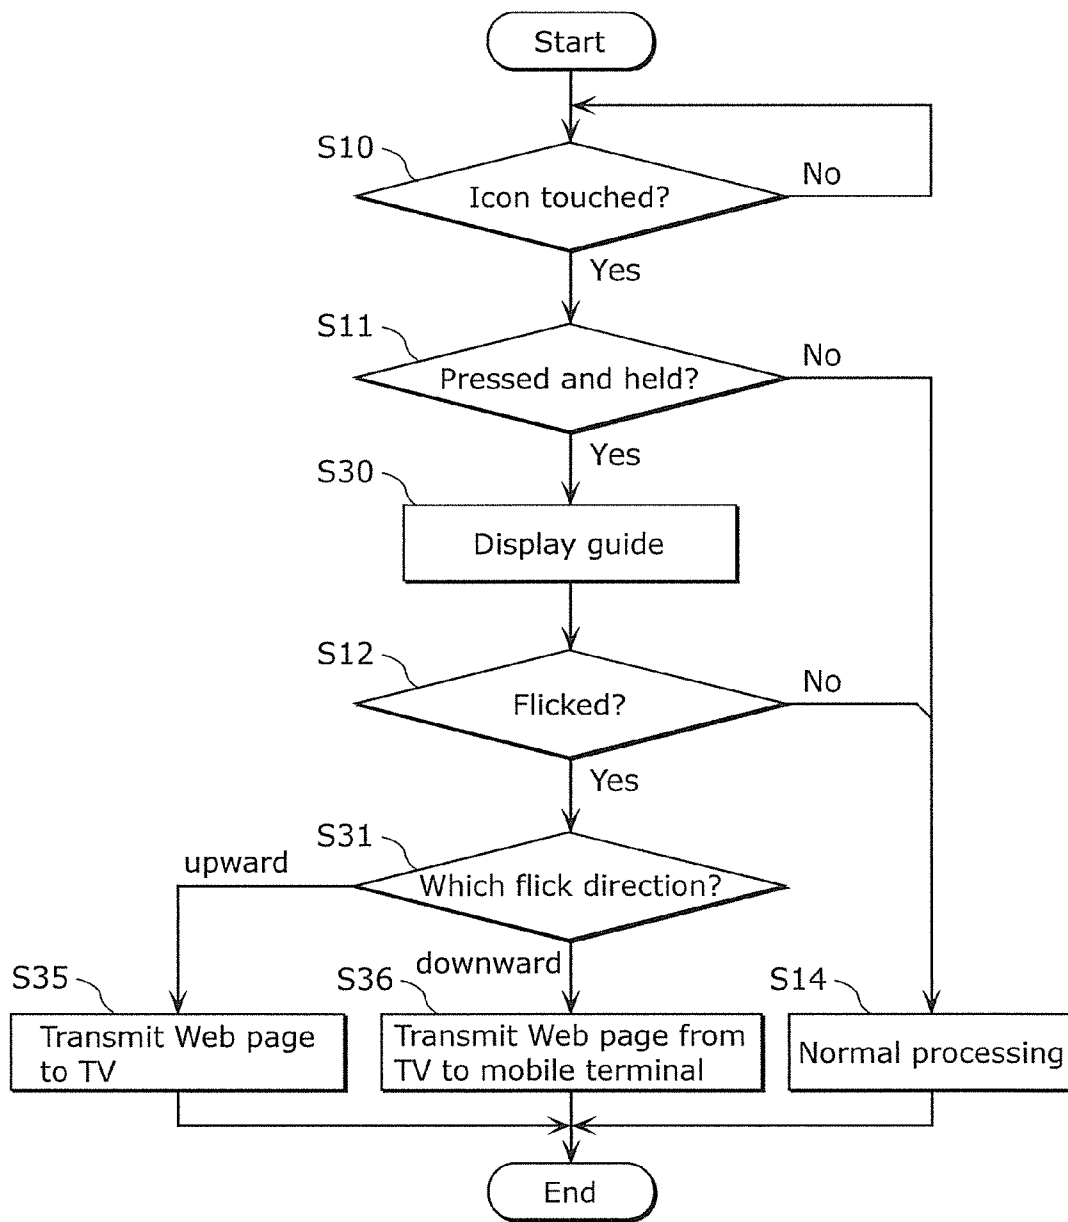 Start
S10
Icon touched?
No
Yes
S11
Pressed and held?
No
Yes
S30
Display guide
S12
Flicked?
No
Yes
S31
Which flick direction?
upward
downward
S35
Transmit Web page
to TV
S36
Transmit Web page from
TV to mobile terminal
S14
Normal processing
End